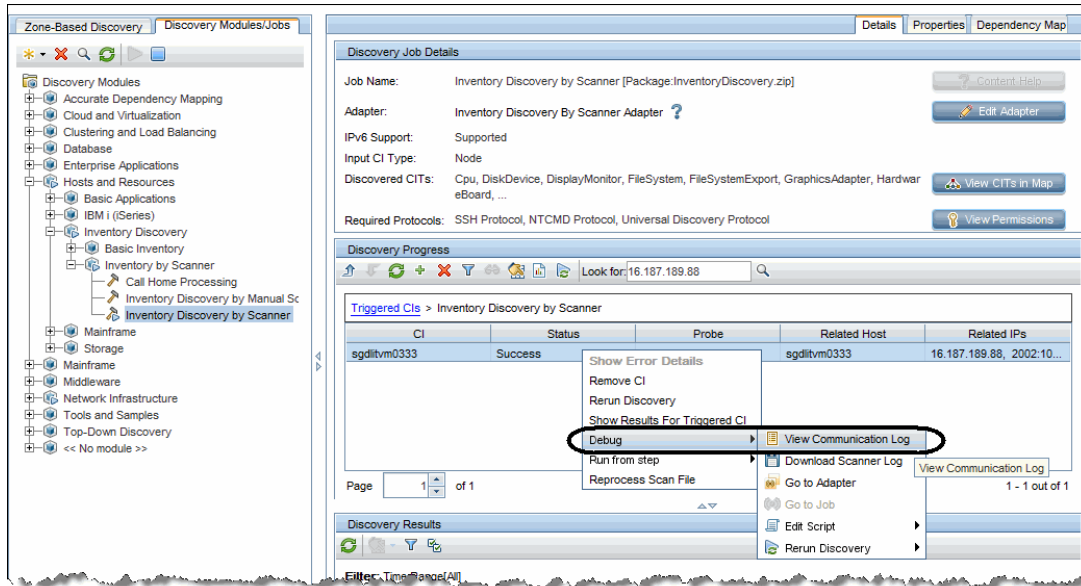 Zone-Based Discovery Discovery Modules/Jobs
Details Properties Dependency Map
Discovery Modules
Accurate Dependency Mapping
Cloud and Virtualization
Clustering and Load Balancing
Database
Enterprise Applications
Hosts and Resources
Basic Applications
IBM i (iSeries)
Inventory Discovery
Basic Inventory
Inventory by Scanner
Call Home Processing
Inventory Discovery by Manual Sc
Inventory Discovery by Scanner
Mainframe
Storage
Mainframe
Middleware
Network Infrastructure
Tools and Samples
Top-Down Discovery
<< No module >>
Discovery Job Details
Job Name: Inventory Discovery by Scanner [Package:InventoryDiscovery.zip]
? Content Help
Adapter: Inventory Discovery By Scanner Adapter ?
Edit Adapter
IPv6 Support: Supported
Input CI Type: Node
Discovered CITs: Cpu, DiskDevice, DisplayMonitor, FileSystem, FileSystemExport, GraphicsAdapter, Hardwar
eBoard, ...
View CITs in Map
Required Protocols: SSH Protocol, NTCMD Protocol, Universal Discovery Protocol
View Permissions
Discovery Progress
Look for: 16.187.189.88
Triggered CIs > Inventory Discovery by Scanner
CI Status Probe Related Host Related IPs
sgdlitvm0333 Success sgdlitvm0333 16.187.189.88, 2002:10...
Show Error Details
Remove CI
Rerun Discovery
Show Results For Triggered CI
Debug
Run from step
Reprocess Scan File
View Communication Log
Download Scanner Log
Go to Adapter
Go to Job
Edit Script
Rerun Discovery
View Communication Log
Page 1 of 1
1 - 1 out of 1
Discovery Results
Filter: TimeRange[All]